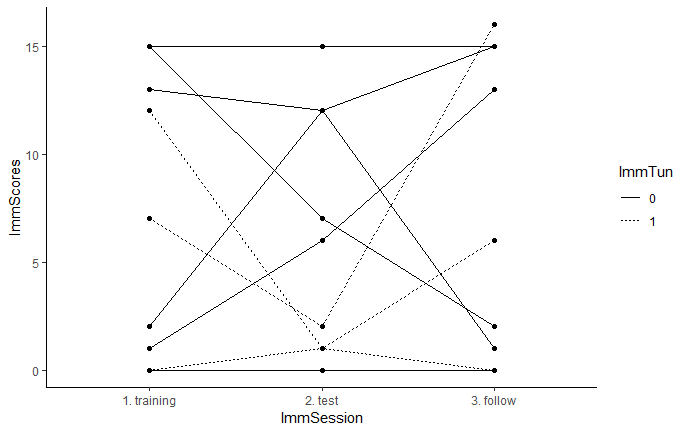 15
10
5
0
ImmScores
1. training
2. test
3. follow
ImmSession
ImmTun
0
1